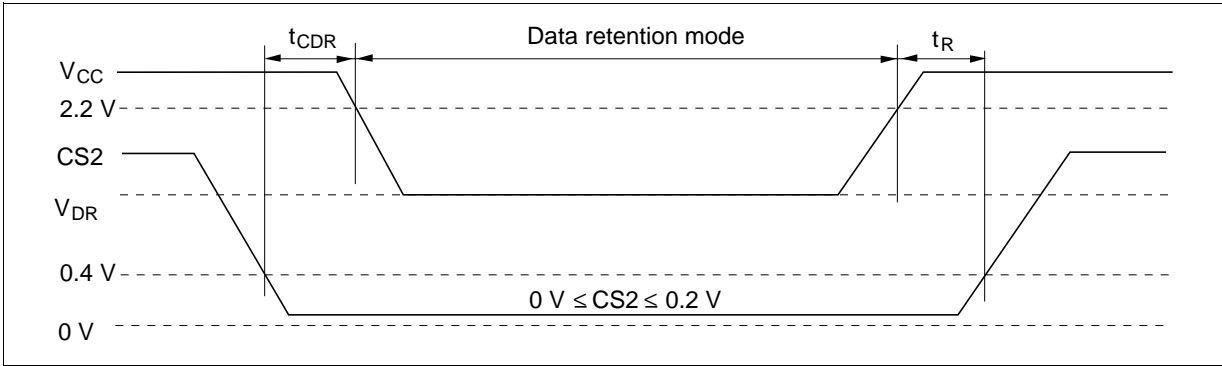 t_CDR Data retention mode t_R
V_CC
2.2 V
CS2
V_DR
0.4 V
0 V ≤ CS2 ≤ 0.2 V
0 V